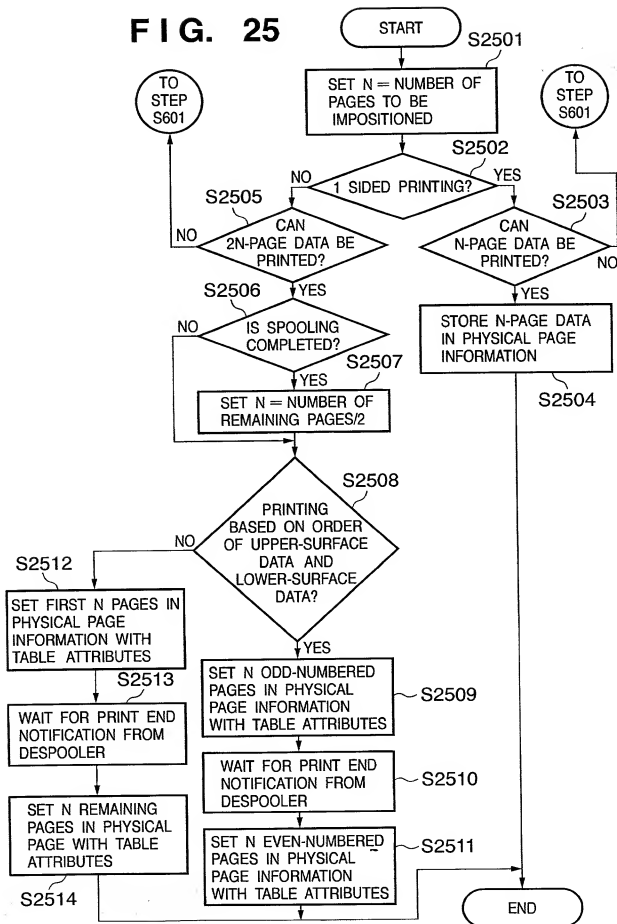 FIG. 25
START
S2501
SET N = NUMBER OF
PAGES TO BE
IMPOSITIONED
TO
STEP
S601
TO
STEP
S601
S2502
NO
1 SIDED PRINTING?
YES
S2505
CAN
2N-PAGE DATA BE
PRINTED?
NO
YES
S2503
CAN
N-PAGE DATA BE
PRINTED?
NO
YES
S2506
NO
IS SPOOLING
COMPLETED?
YES
STORE N-PAGE DATA
IN PHYSICAL PAGE
INFORMATION
S2504
S2507
SET N = NUMBER OF
REMAINING PAGES/2
S2508
PRINTING
BASED ON ORDER
OF UPPER-SURFACE
DATA AND
LOWER-SURFACE
DATA?
NO
YES
S2512
SET FIRST N PAGES IN
PHYSICAL PAGE
INFORMATION WITH
TABLE ATTRIBUTES
S2513
WAIT FOR PRINT END
NOTIFICATION FROM
DESPOOLER
SET N REMAINING
PAGES IN PHYSICAL
PAGE WITH TABLE
ATTRIBUTES
S2514
SET N ODD-NUMBERED
PAGES IN PHYSICAL
PAGE INFORMATION
WITH TABLE ATTRIBUTES
S2509
WAIT FOR PRINT END
NOTIFICATION FROM
DESPOOLER
S2510
SET N EVEN-NUMBERED
PAGES IN PHYSICAL
PAGE INFORMATION
WITH TABLE ATTRIBUTES
S2511
END